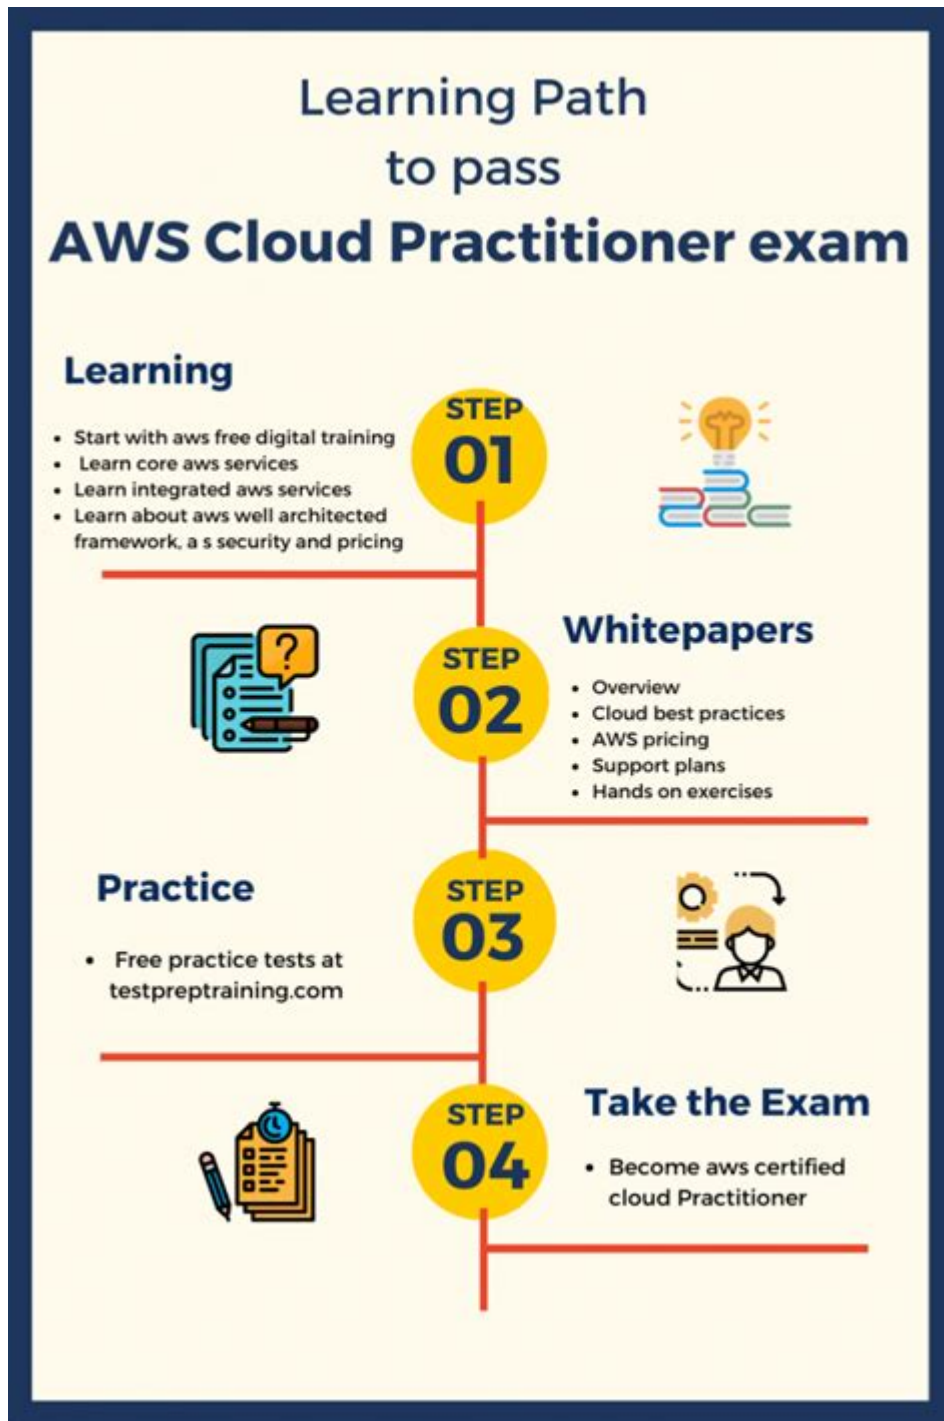 Learning Path
to pass
AWS Cloud Practitioner exam
Learning
• Start with aws free digital training
• Learn core aws services
• Learn integrated aws services
• Learn about aws well architected
framework, a s security and pricing
STEP
01
STEP
02
Whitepapers
• Overview
• Cloud best practices
• AWS pricing
• Support plans
• Hands on exercises
?
Practice
• Free practice tests at
testpreptraining.com
STEP
03
STEP
04
Take the Exam
• Become aws certified
cloud Practitioner